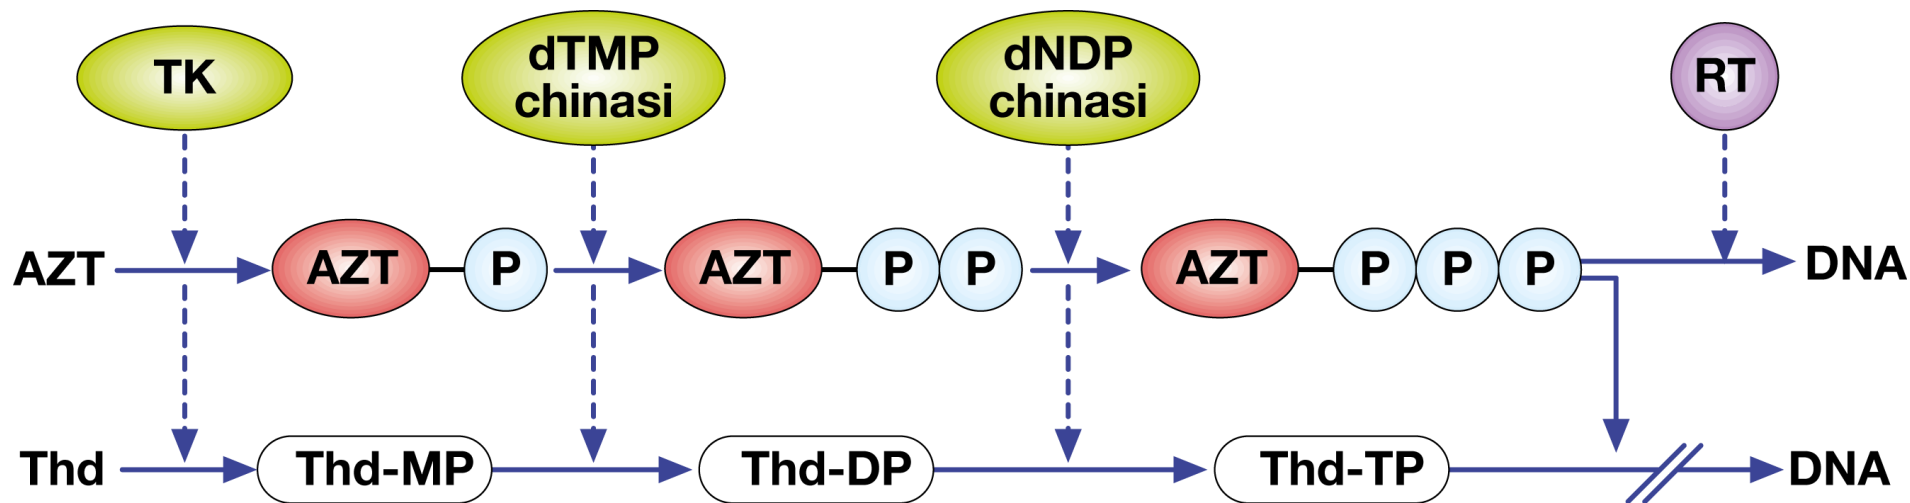 TK
dTMP
chinasi
dNDP
chinasi
RT
AZT
AZT
P
AZT
P P
AZT
P P P
DNA
Thd
Thd-MP
Thd-DP
Thd-TP
DNA